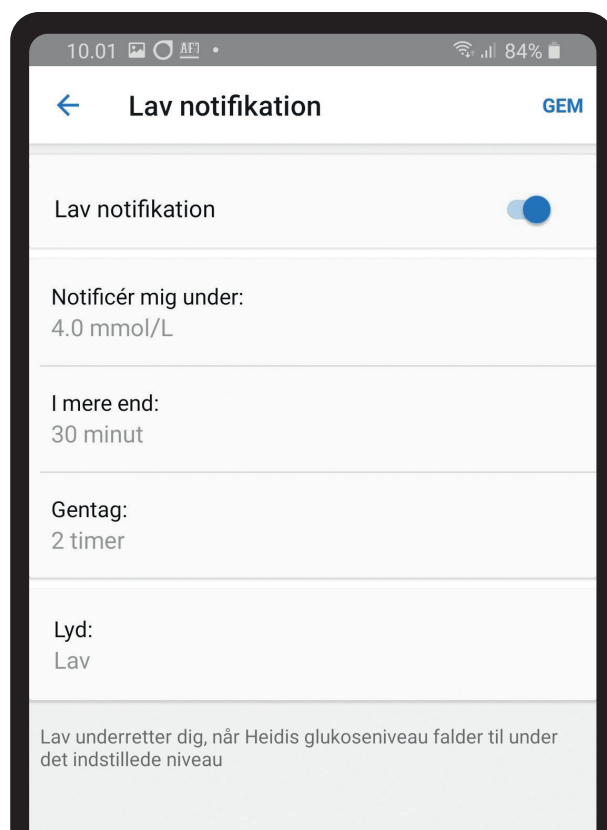 10.01 84%
Lav notifikation GEM
Lav notifikation
Notificér mig under:
4.0 mmol/L
I mere end:
30 minut
Gentag:
2 timer
Lyd:
Lav
Lav underretter dig, når Heidis glukoseniveau falder til under
det indstillede niveau